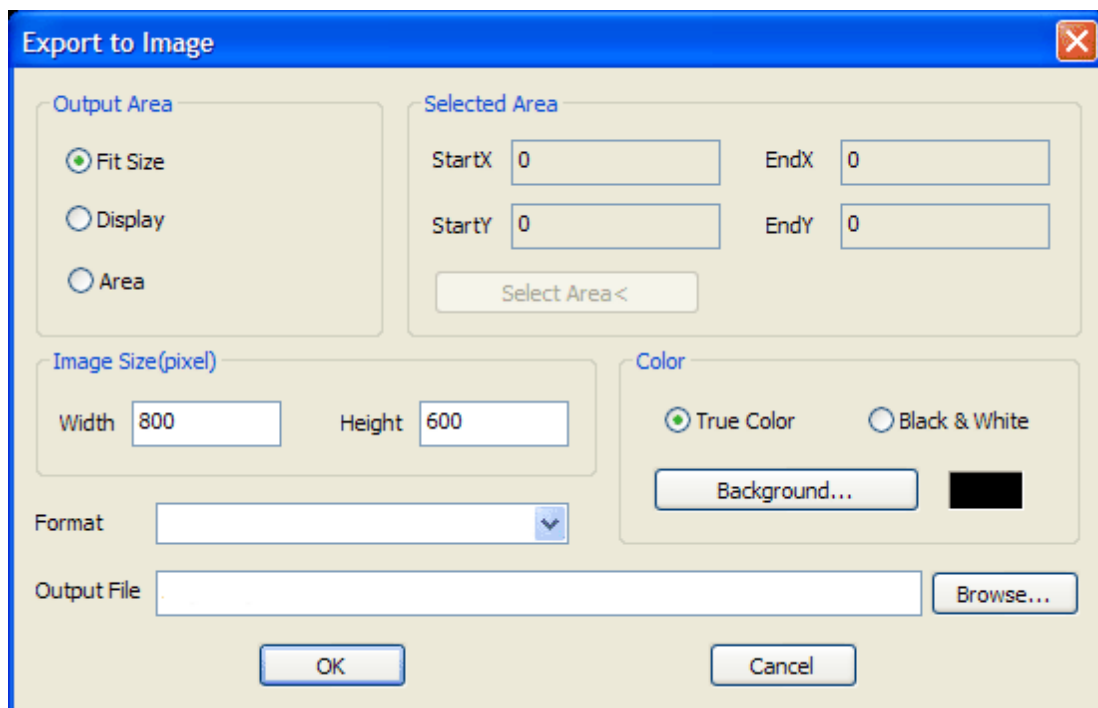 Export to Image
Output Area
Fit Size
Display
Area
Selected Area
StartX 0 EndX 0
StartY 0 EndY 0
Select Area<
Image Size(pixel)
Width 800 Height 600
Color
True Color Black & White
Background...
Format
Output File Browse...
OK Cancel